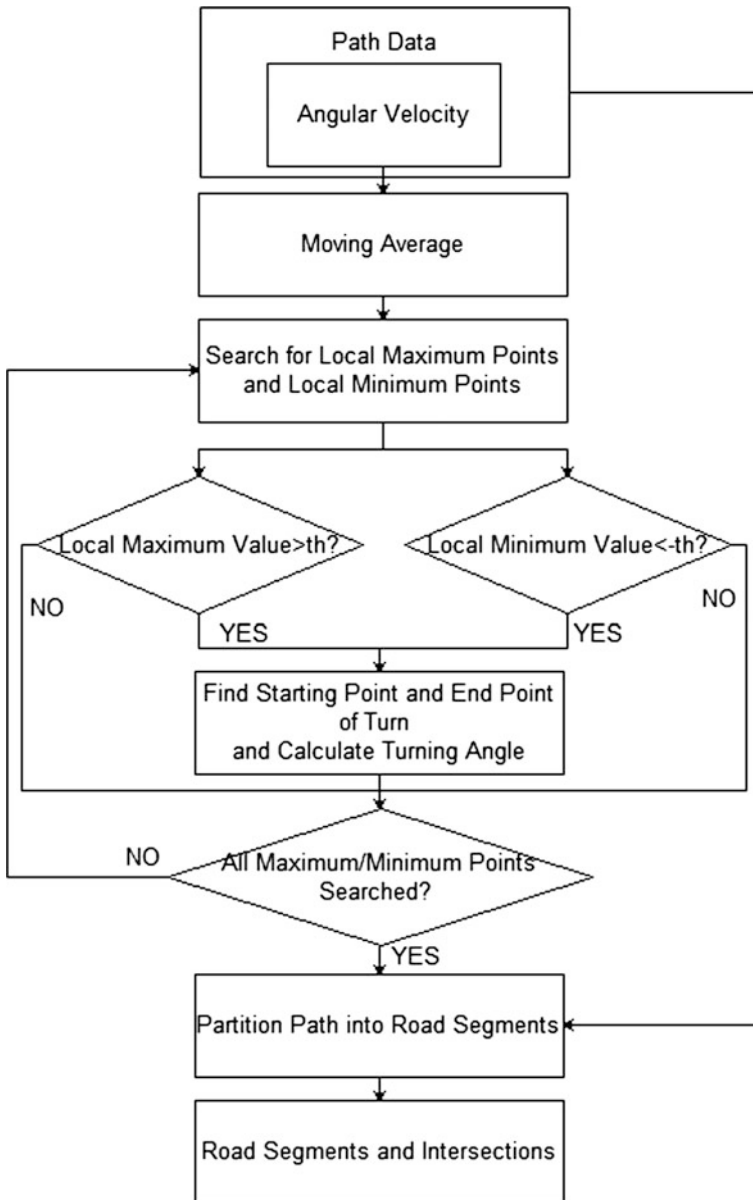 Path Data
Angular Velocity
Moving Average
Search for Local Maximum Points
and Local Minimum Points
Local Maximum Value>th?
Local Minimum Value<-th?
NO
YES
YES
NO
Find Starting Point and End Point
of Turn
and Calculate Turning Angle
NO
All Maximum/Minimum Points
Searched?
YES
Partition Path into Road Segments
Road Segments and Intersections